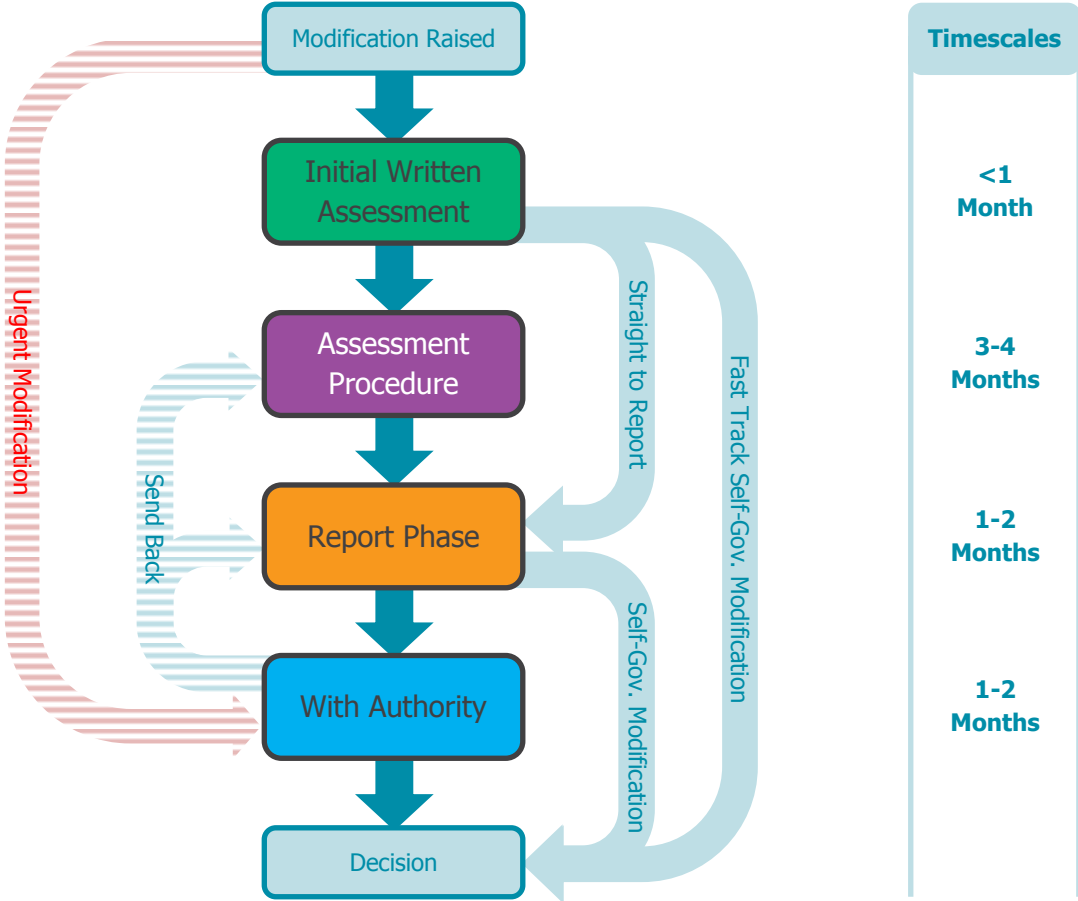 Modification Raised
Timescales
Initial Written
Assessment
<1
Month
Urgent Modification
Straight to Report
Fast Track Self-Gov. Modification
Assessment
Procedure
3-4
Months
Send Back
Report Phase
1-2
Months
Self-Gov. Modification
With Authority
1-2
Months
Decision